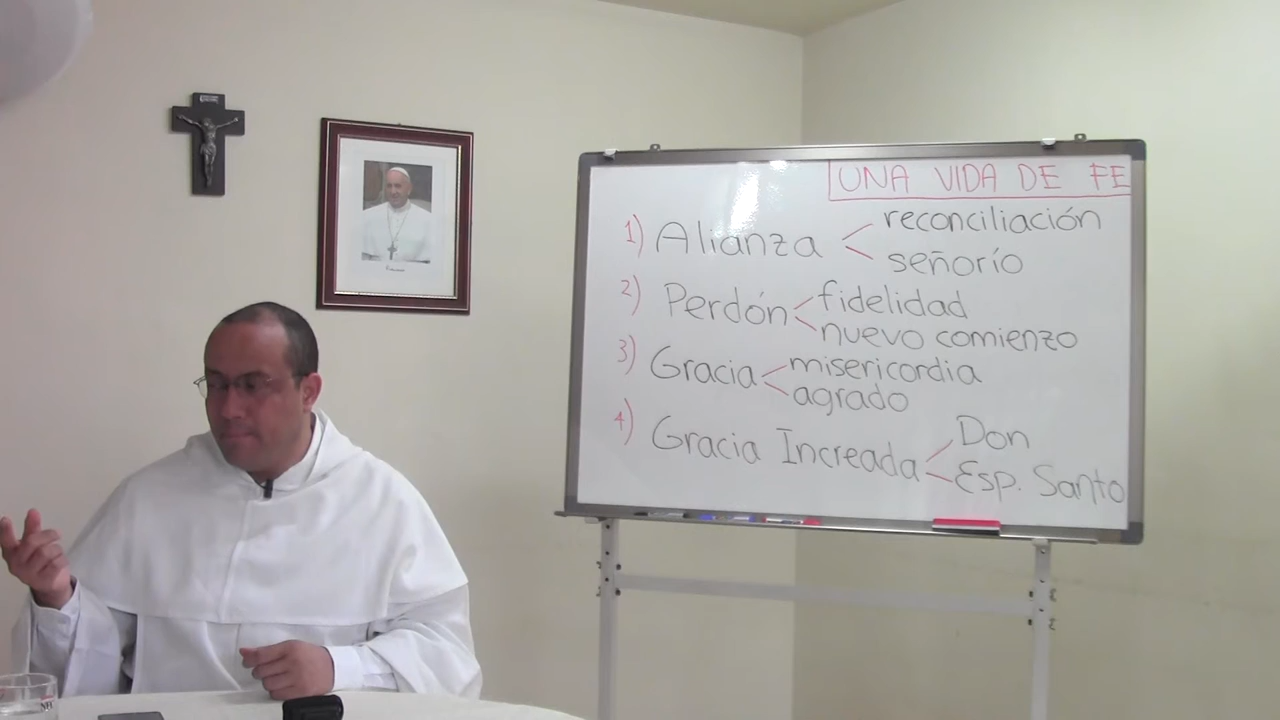 UNA VIDA DE FE
1) Alianza < reconciliación
señorío
2) Perdón < fidelidad
nuevo comienzo
3) Gracia < misericordia
agrado
4) Gracia Increada < Don
Esp. Santo